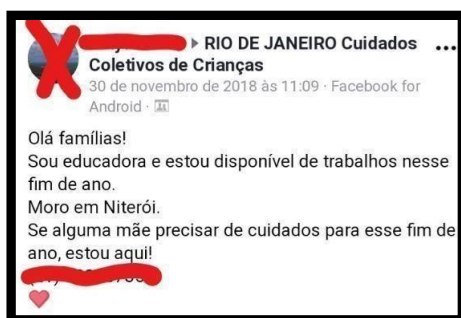 RIO DE JANEIRO Cuidados
Coletivos de Crianças
30 de novembro de 2018 às 11:09 · Facebook for
Android ·
Olá famílias!
Sou educadora e estou disponível de trabalhos nesse
fim de ano.
Moro em Niterói.
Se alguma mãe precisar de cuidados para esse fim de
ano, estou aqui!